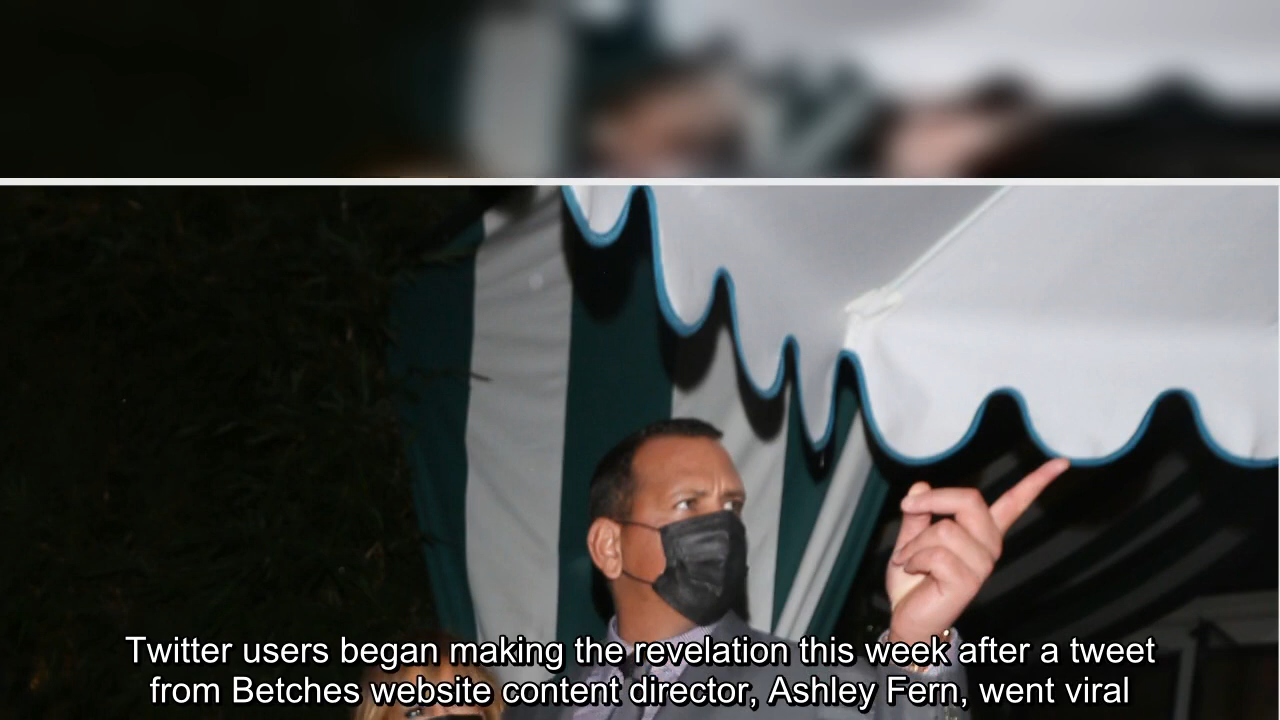 Twitter users began making the revelation this week after a tweet
from Betches website content director, Ashley Fern, went viral